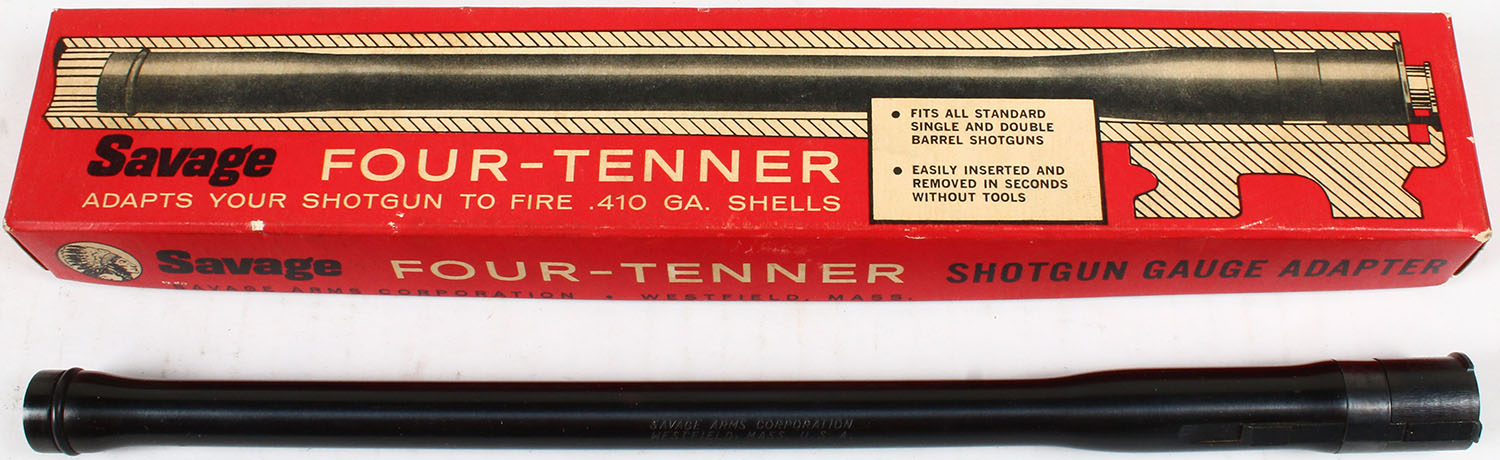 Savage FOUR-TENNER
ADAPTS YOUR SHOTGUN TO FIRE .410 GA. SHELLS
• FITS ALL STANDARD
SINGLE AND DOUBLE
BARREL SHOTGUNS
• EASILY INSERTED AND
REMOVED IN SECONDS
WITHOUT TOOLS
Savage FOUR-TENNER SHOTGUN GAUGE ADAPTER
SAVAGE ARMS CORPORATION • WESTFIELD, MASS.
SAVAGE ARMS CORPORATION
WESTFIELD, MASS. U.S.A.